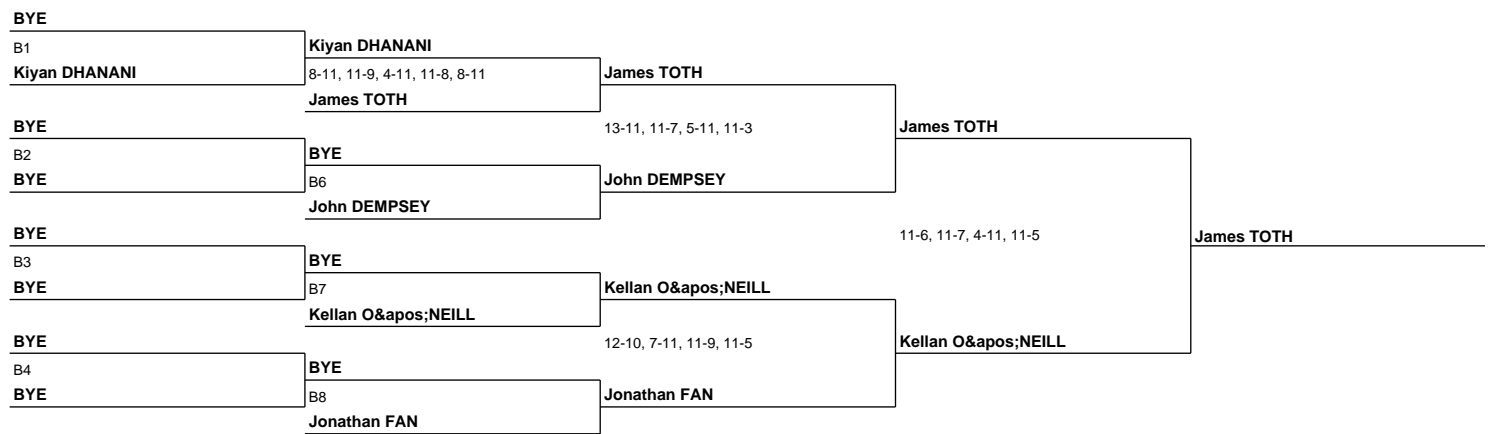 BYE
B1
Kiyan DHANANI
BYE
B2
BYE
BYE
B3
BYE
BYE
B4
BYE
Kiyan DHANANI
8-11, 11-9, 4-11, 11-8, 8-11
James TOTH
BYE
B6
John DEMPSEY
BYE
B7
Kellan O&apos;NEILL
BYE
B8
Jonathan FAN
James TOTH
13-11, 11-7, 5-11, 11-3
John DEMPSEY
Kellan O&apos;NEILL
12-10, 7-11, 11-9, 11-5
Jonathan FAN
James TOTH
11-6, 11-7, 4-11, 11-5
Kellan O&apos;NEILL
James TOTH